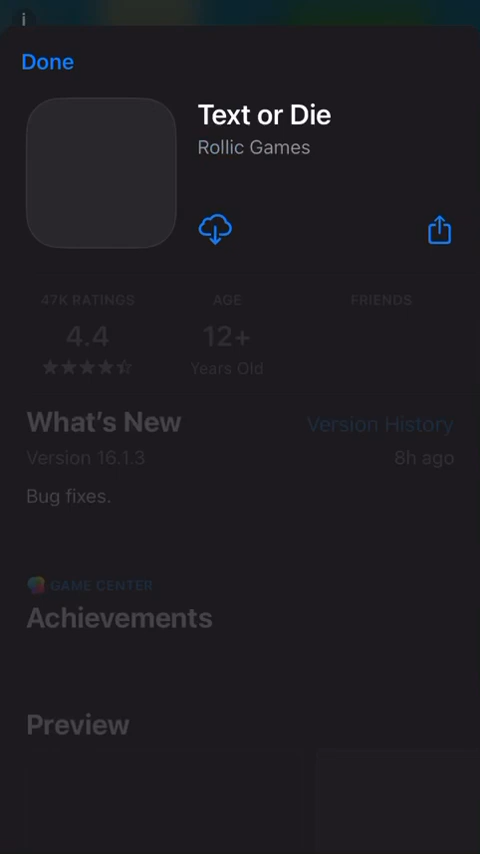 i
Done
Text or Die
Rollic Games
47K RATINGS
AGE
FRIENDS
4.4
12+
Years Old
What's New
Version History
Version 16.1.3
8h ago
Bug fixes.
GAME CENTER
Achievements
Preview